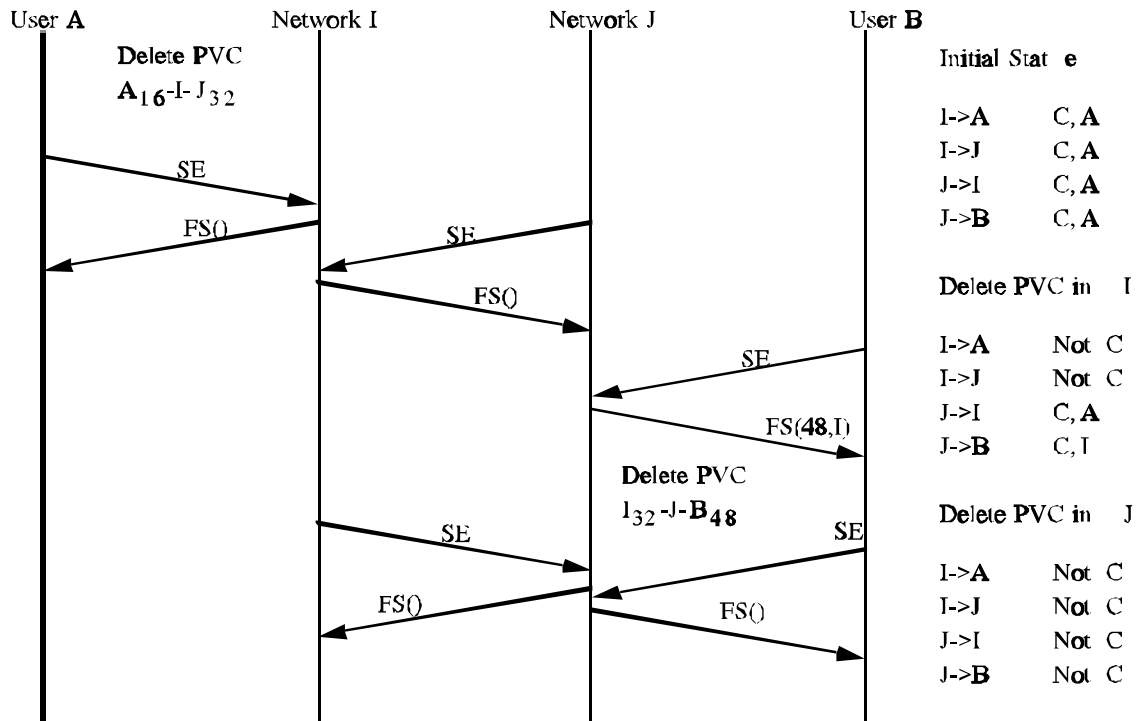 User A
Network I
Network J
User B
Delete PVC
A16-I-J32
SE
FS()
SE
FS()
SE
FS(48,I)
Delete PVC
I32-J-B48
SE
SE
FS()
FS()
Initial Stat e
I->A C, A
I->J C, A
J->I C, A
J->B C, A
Delete PVC in I
I->A Not C
I->J Not C
J->I C, A
J->B C, I
Delete PVC in J
I->A Not C
I->J Not C
J->I Not C
J->B Not C